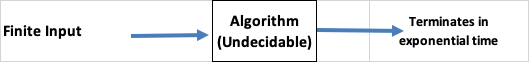 Finite Input
Algorithm
(Undecidable)
Terminates in
exponential time